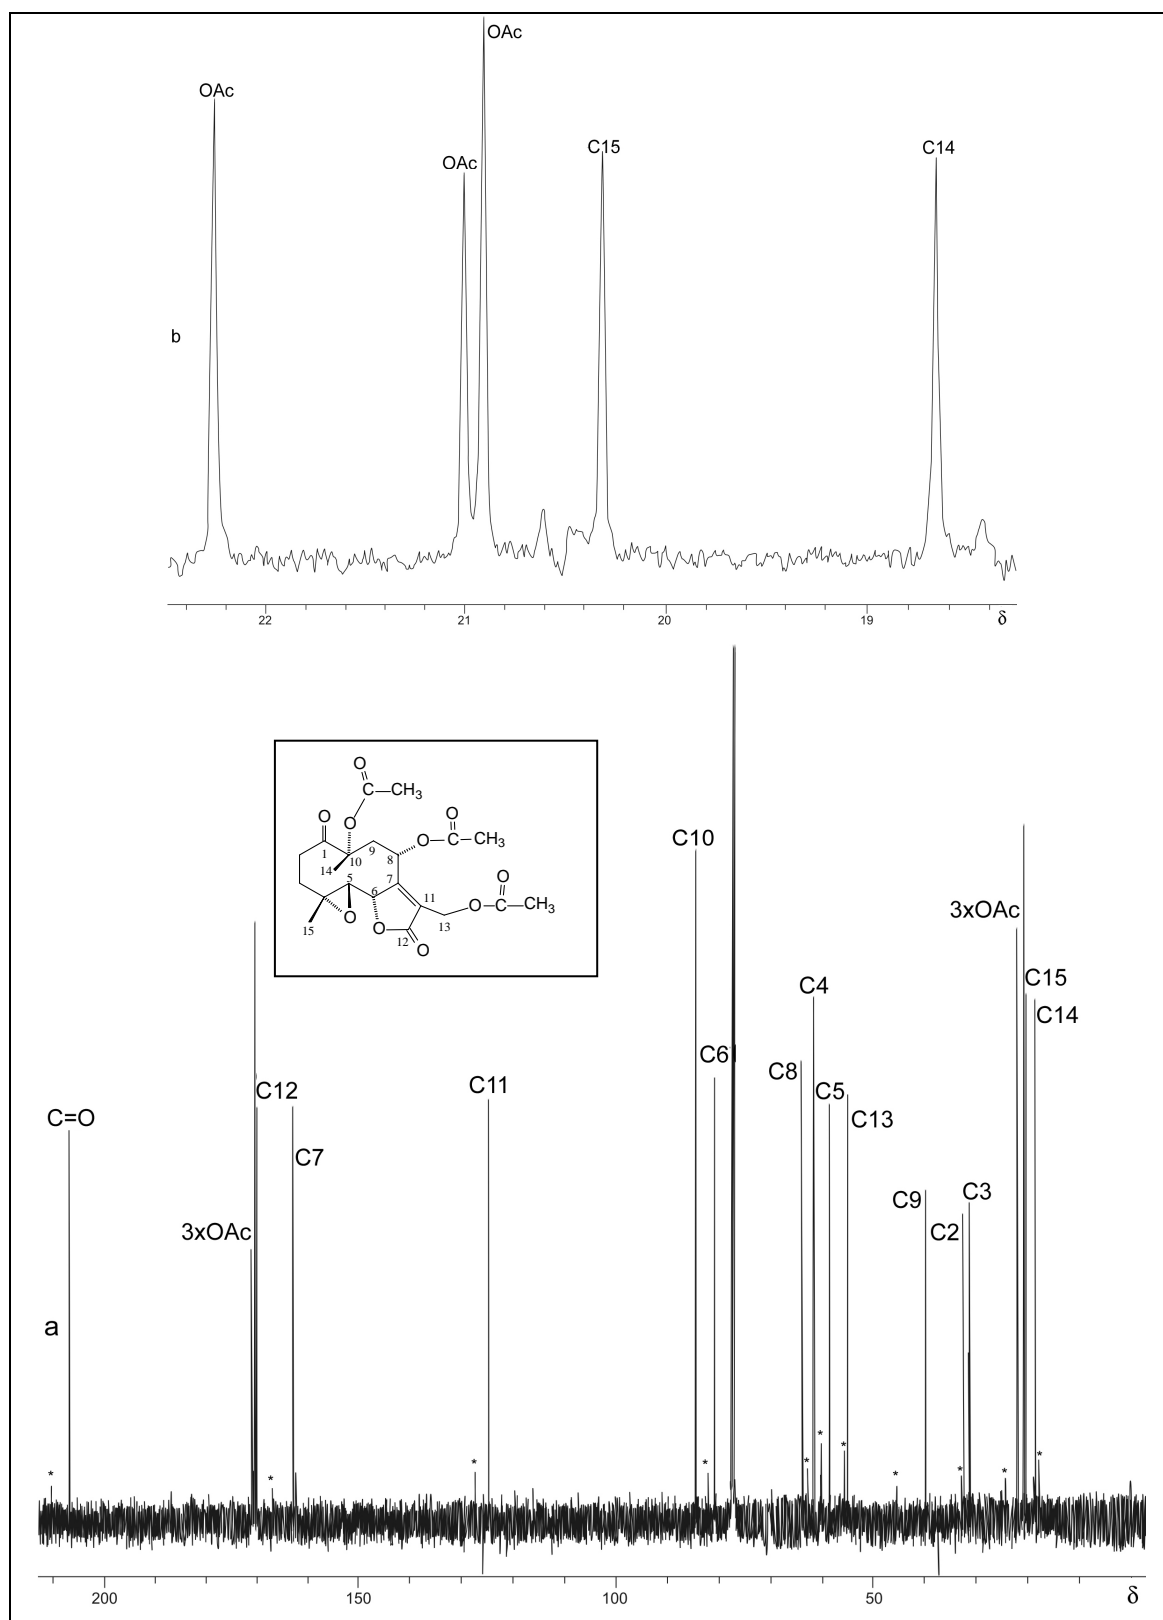 OAc
OAc
OAc
C15
C14
b
22
21
20
19
δ
O
C
CH₃
O
O
O
C
CH₃
O
1
9
8
14
10
7
5
6
11
O
O
C
CH₃
O
15
O
12
O
13
C10
3xOAc
C4
C15
C14
C6
C8
C5
C13
C12
C11
C=O
C7
C9
C3
C2
3xOAc
a
* * * * * * * * * * *
200
150
100
50
δ